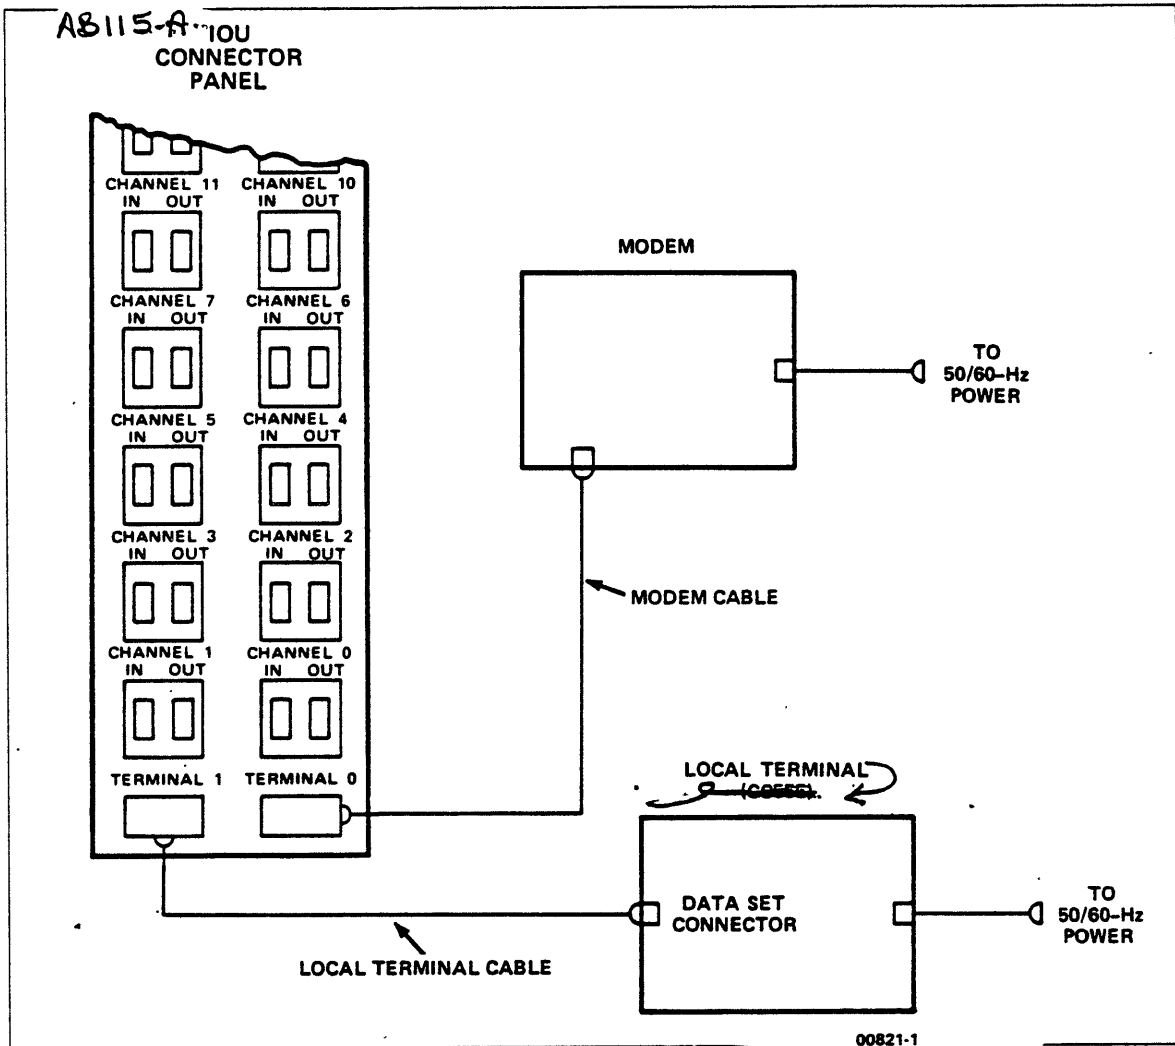 AB115-A
IOU
CONNECTOR
PANEL
CHANNEL 11 CHANNEL 10
IN OUT IN OUT
CHANNEL 7 CHANNEL 6
IN OUT IN OUT
CHANNEL 5 CHANNEL 4
IN OUT IN OUT
CHANNEL 3 CHANNEL 2
IN OUT IN OUT
CHANNEL 1 CHANNEL 0
IN OUT IN OUT
TERMINAL 1 TERMINAL 0
MODEM
TO
50/60-Hz
POWER
MODEM CABLE
LOCAL TERMINAL
DATA SET
CONNECTOR
TO
50/60-Hz
POWER
LOCAL TERMINAL CABLE
00821-1